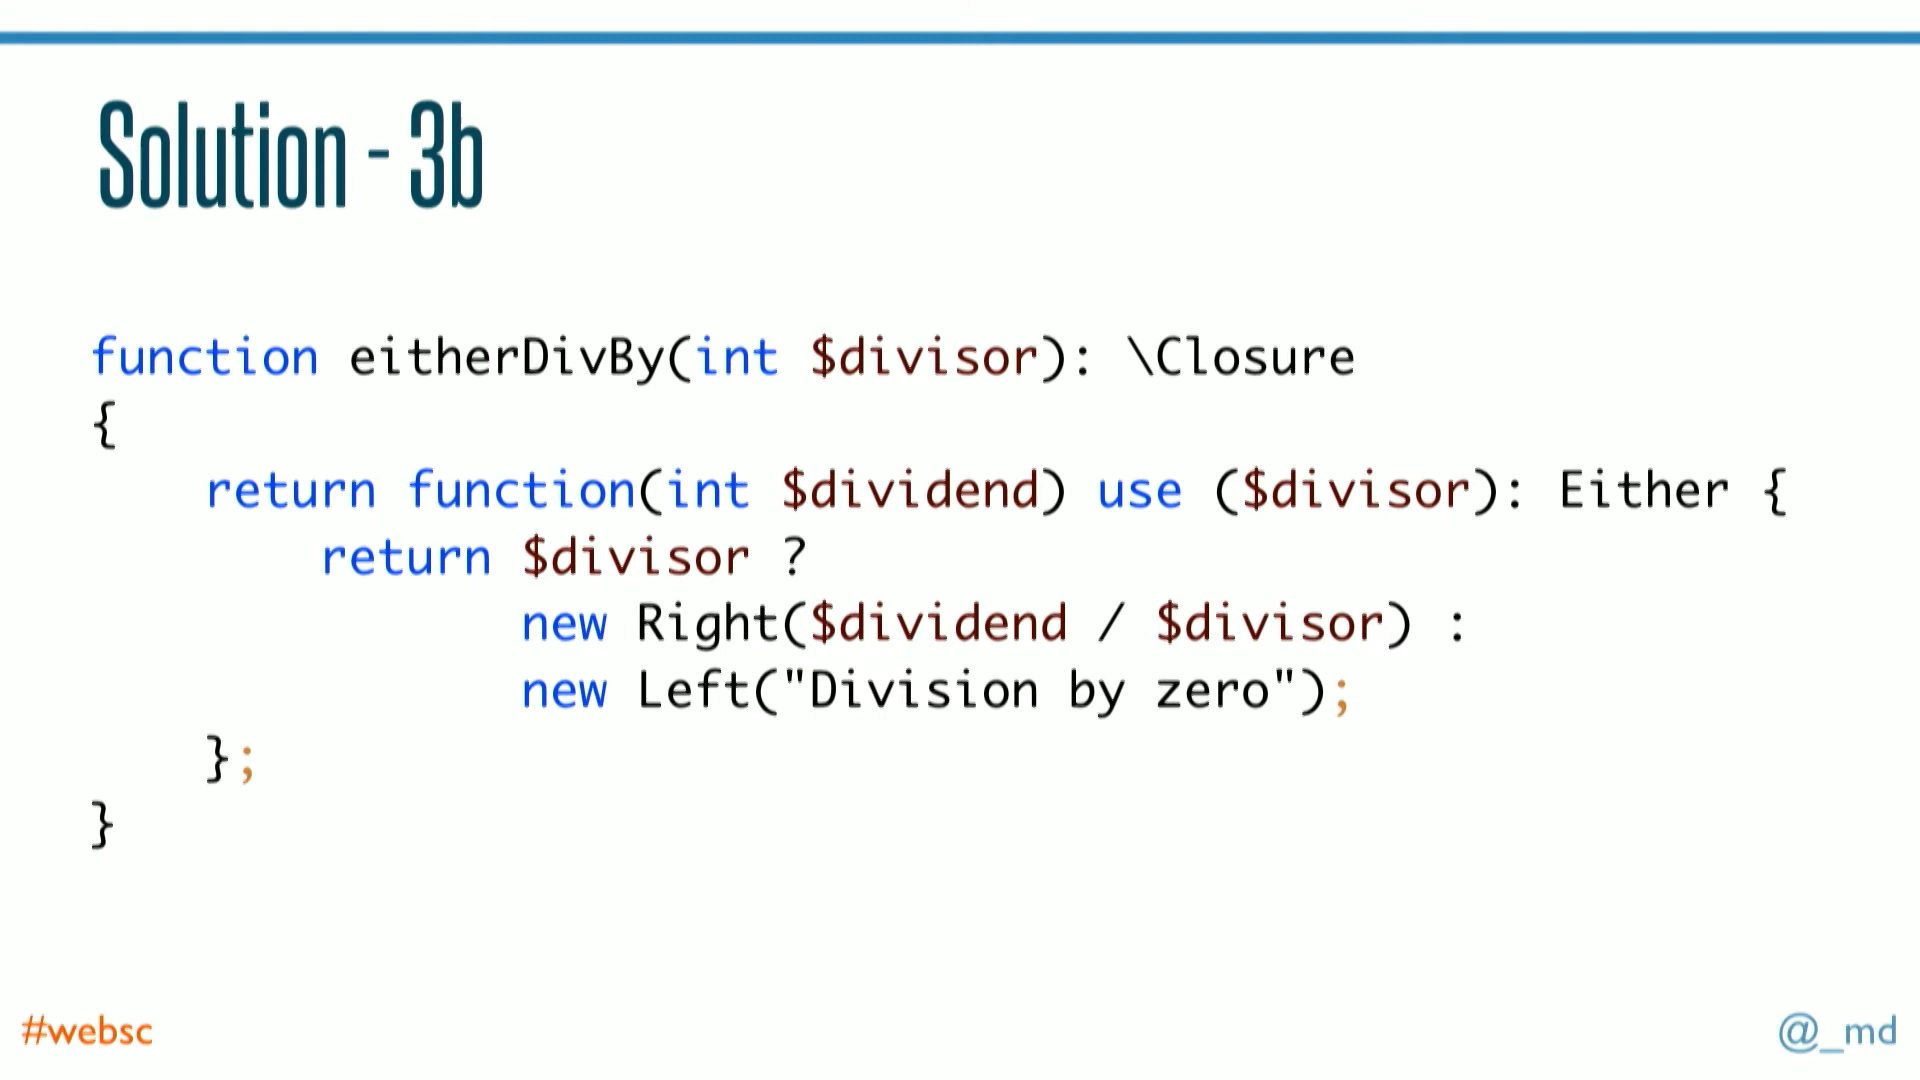 Solution - 3b
function eitherDivBy(int $divisor): \Closure
{
    return function(int $dividend) use ($divisor): Either {
        return $divisor ?
               new Right($dividend / $divisor) :
               new Left("Division by zero");
    };
}
#websc
@_md